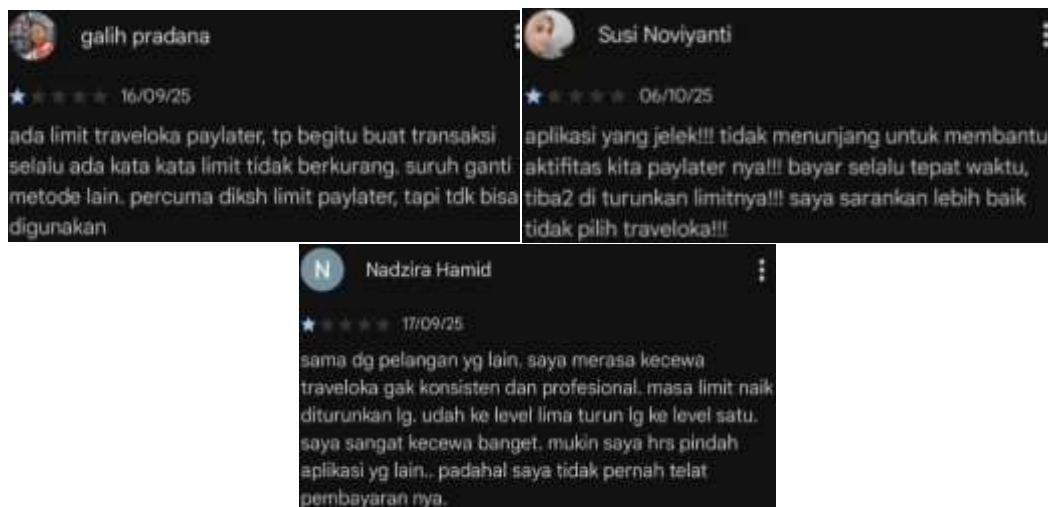 galih pradana
16/09/25
ada limit traveloka paylater, tp begitu buat transaksi
selalu ada kata kata limit tidak berkurang. suruh ganti
metode lain. percuma diksh limit paylater, tapi tdk bisa
digunakan
Susi Noviyanti
06/10/25
aplikasi yang jelek!!! tidak menunjang untuk membantu
aktifitas kita paylater nya!!! bayar selalu tepat waktu,
tiba2 di turunkan limitnya!!! saya sarankan lebih baik
tidak pilih traveloka!!!
N
Nadzira Hamid
17/09/25
sama dg pelangan yg lain. saya merasa kecewa
traveloka gak konsisten dan profesional. masa limit naik
diturunkan lg. udah ke level lima turun lg ke level satu.
saya sangat kecewa banget. mukin saya hrs pindah
aplikasi yg lain.. padahal saya tidak pernah telat
pembayaran nya.